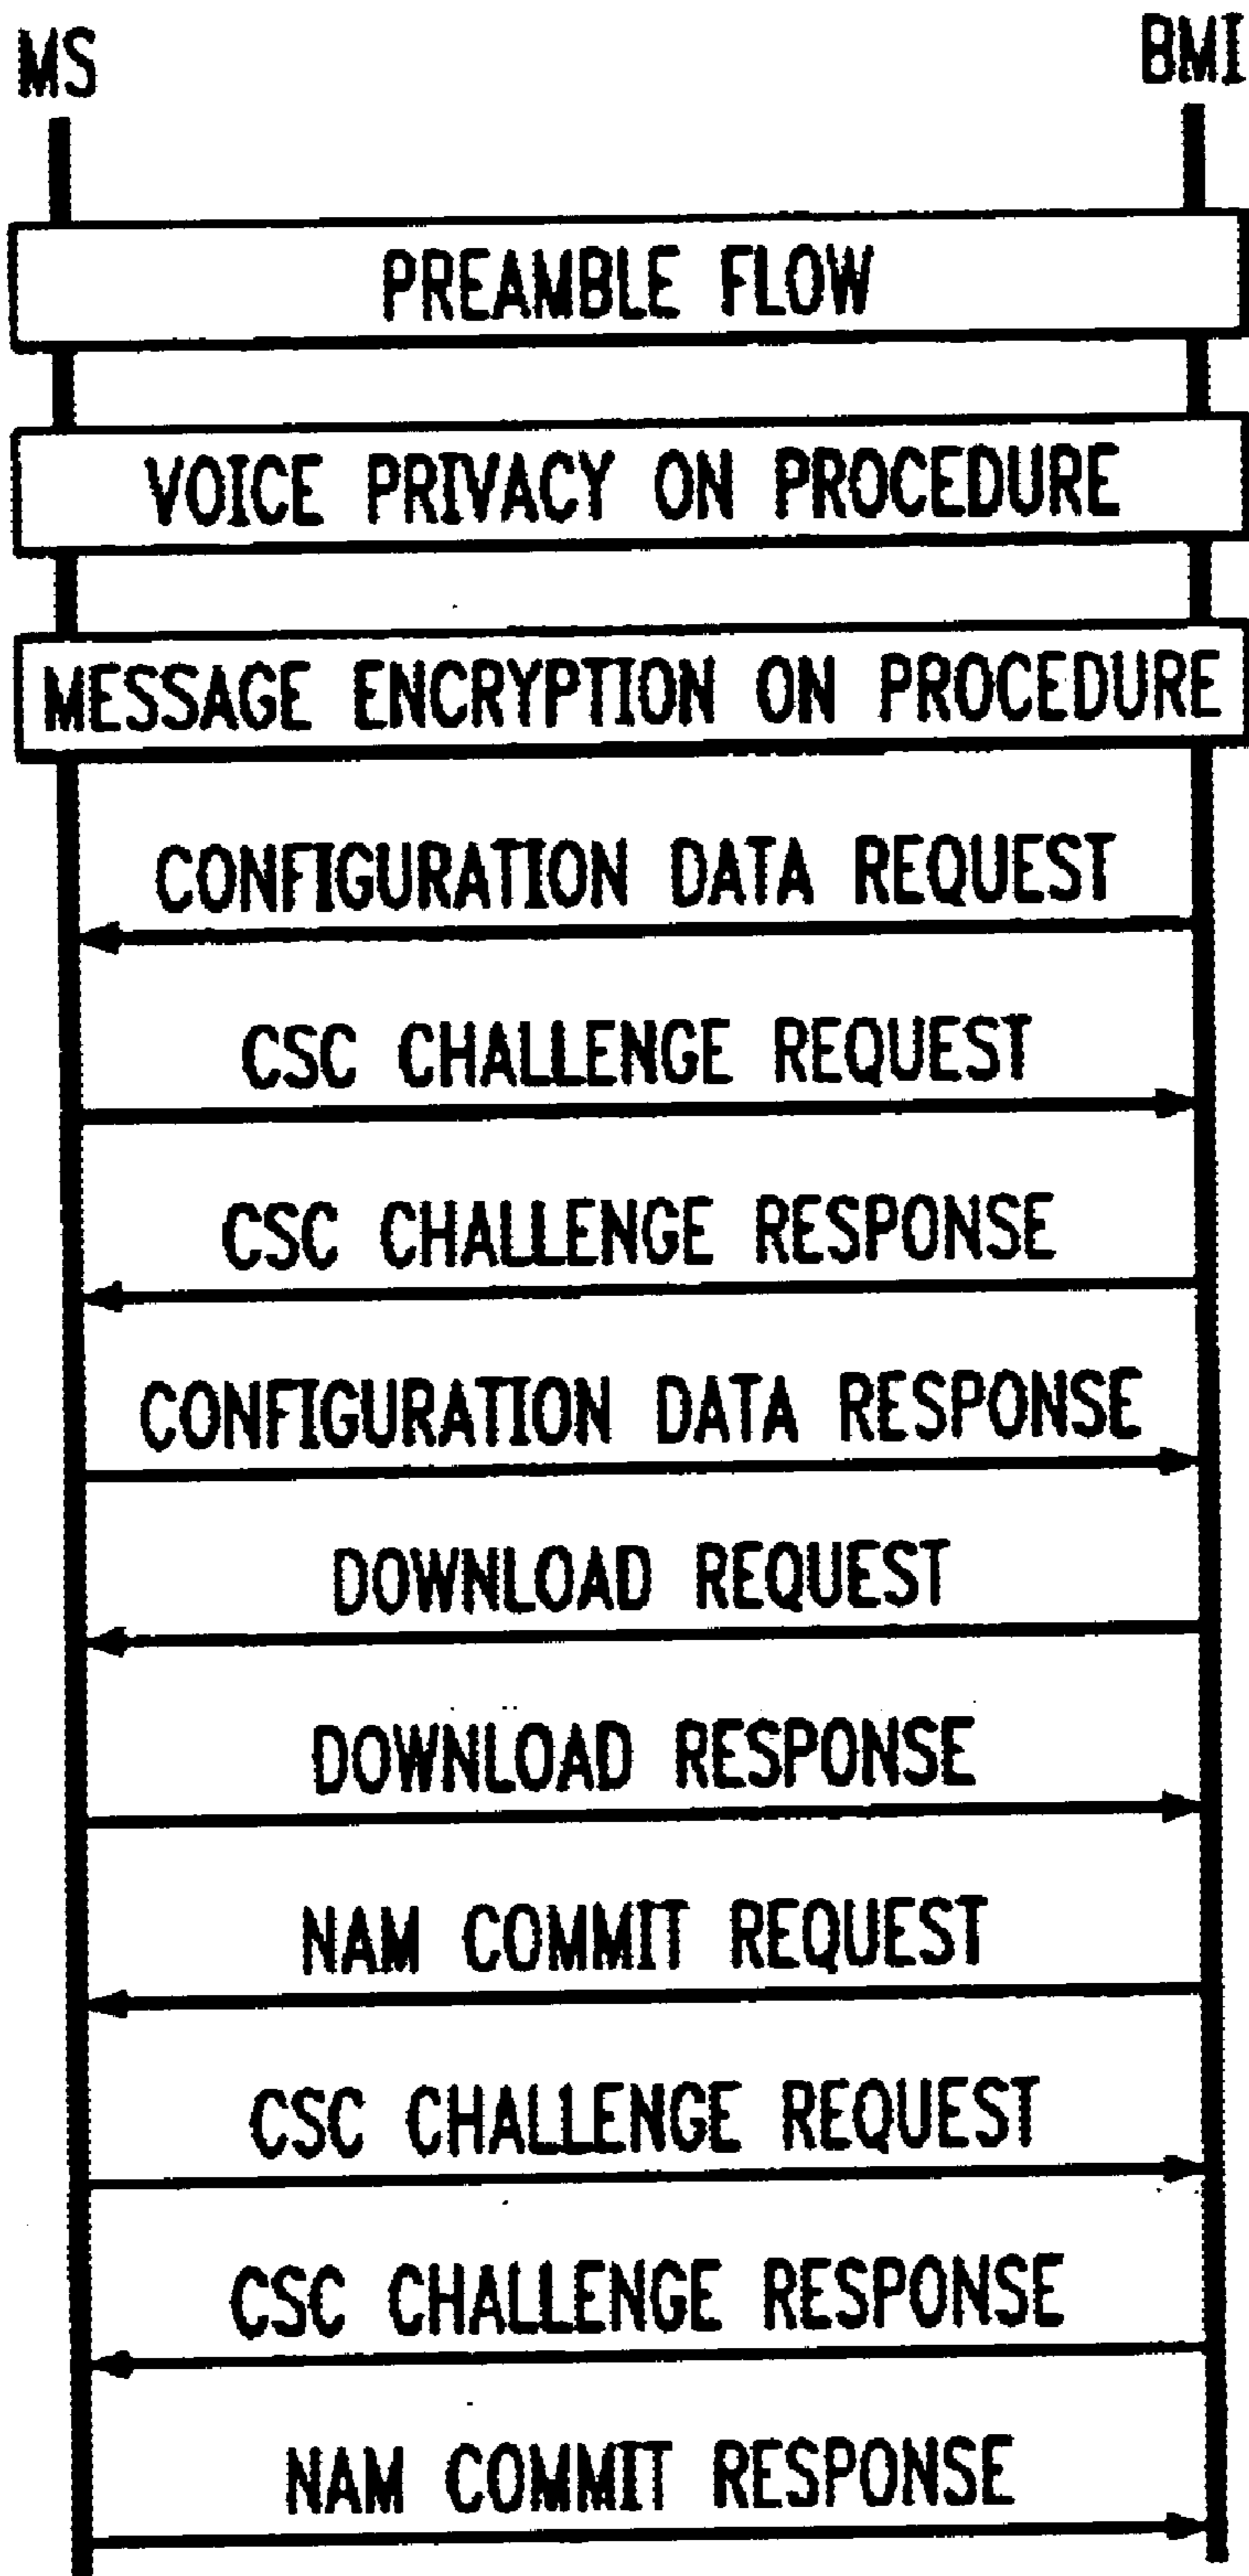 MS BMI
PREAMBLE FLOW
VOICE PRIVACY ON PROCEDURE
MESSAGE ENCRYPTION ON PROCEDURE
CONFIGURATION DATA REQUEST
CSC CHALLENGE REQUEST
CSC CHALLENGE RESPONSE
CONFIGURATION DATA RESPONSE
DOWNLOAD REQUEST
DOWNLOAD RESPONSE
NAM COMMIT REQUEST
CSC CHALLENGE REQUEST
CSC CHALLENGE RESPONSE
NAM COMMIT RESPONSE